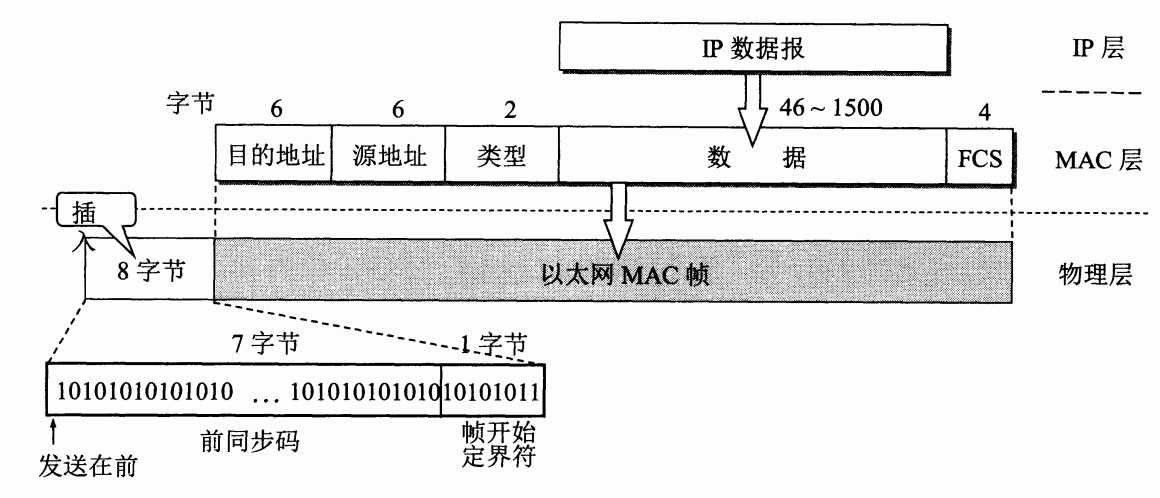 IP 数据报
IP 层
字节 6 6 2 46 ~ 1500 4
目的地址 源地址 类型 数 据 FCS
MAC 层
插
入
8 字节
以太网 MAC 帧
物理层
7 字节
1 字节
10101010101010 … 101010101010 10101011
前同步码
帧开始
定界符
发送在前